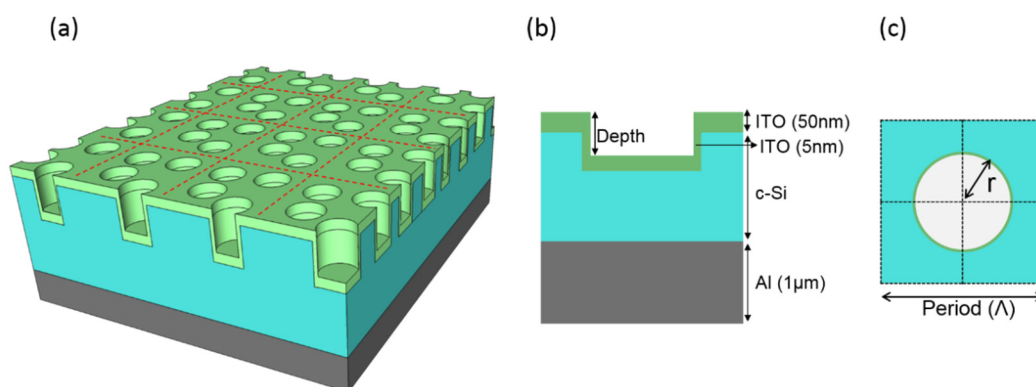 (a)
(b)
(c)
Depth
ITO (50nm)
ITO (5nm)
c-Si
Al (1μm)
r
Period (Λ)